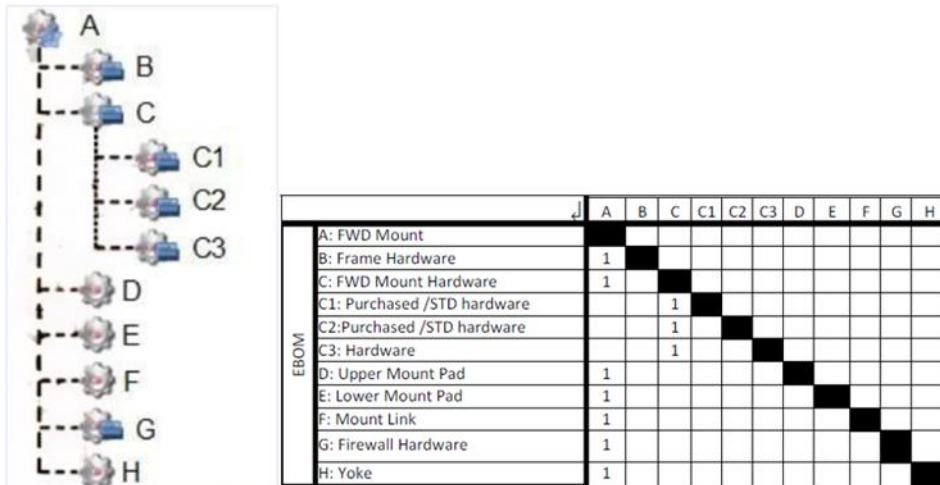 A
B
C
C1
C2
C3
D
E
F
G
H
↲ A B C C1 C2 C3 D E F G H
EBOM
A: FWD Mount
B: Frame Hardware 1
C: FWD Mount Hardware 1
C1: Purchased /STD hardware 1
C2:Purchased /STD hardware 1
C3: Hardware 1
D: Upper Mount Pad 1
E: Lower Mount Pad 1
F: Mount Link 1
G: Firewall Hardware 1
H: Yoke 1